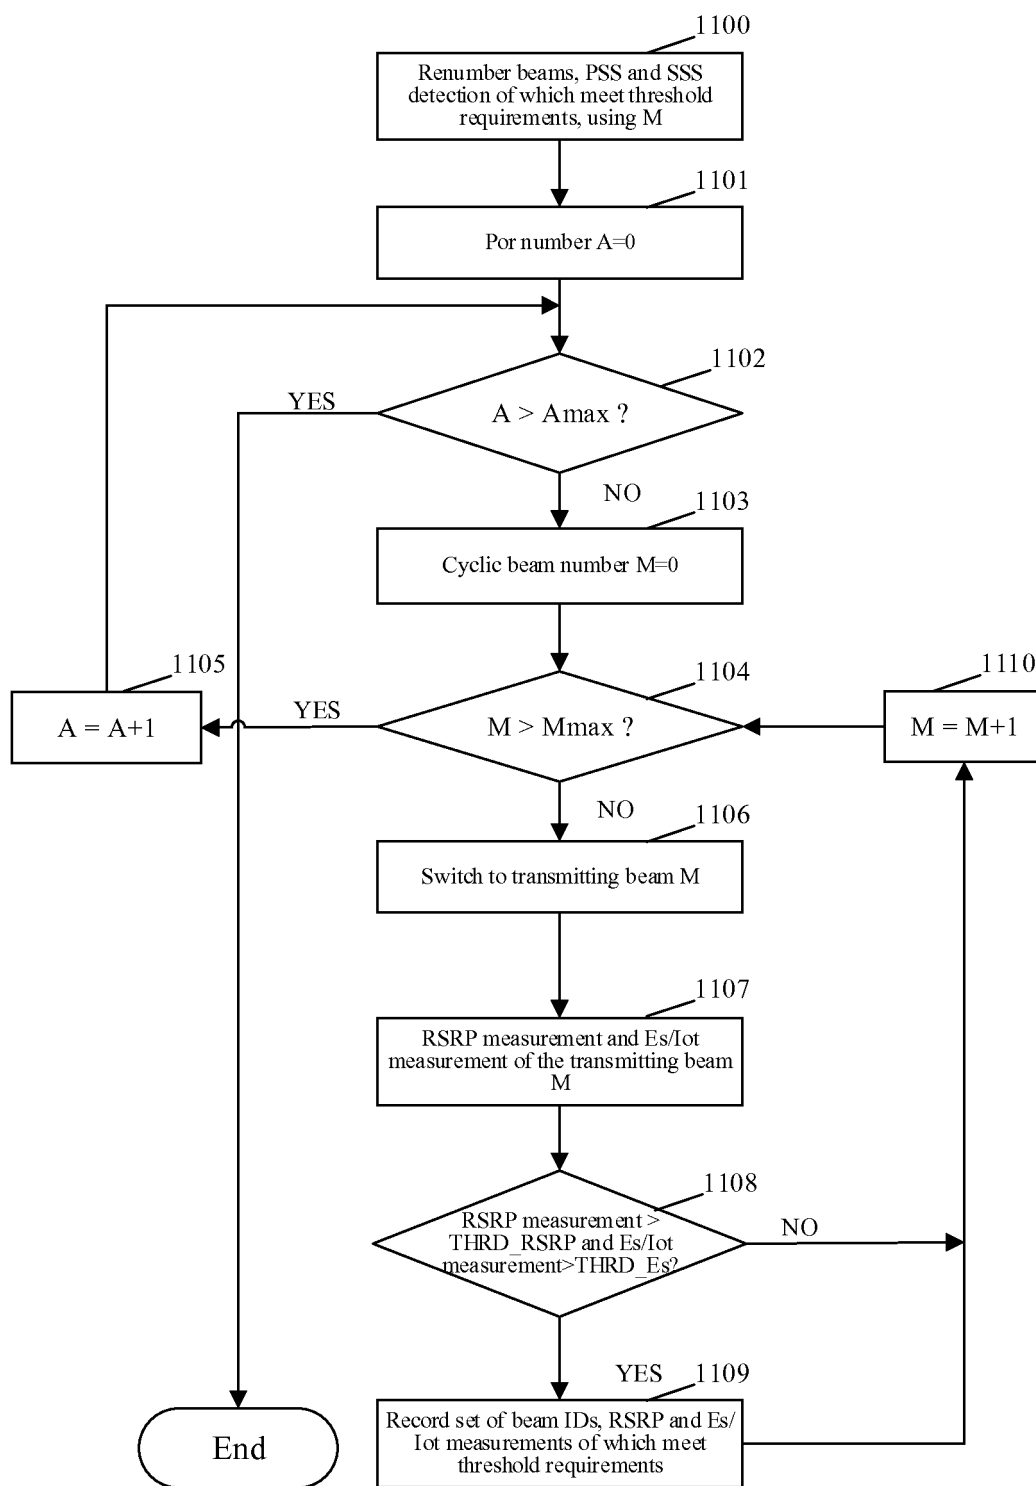 1100
Renumber beams, PSS and SSS
detection of which meet threshold
requirements, using M
1101
Por number A=0
1102
YES
A > Amax ?
NO
1103
Cyclic beam number M=0
1105
1104
1110
A = A+1
YES
M > Mmax ?
M = M+1
NO
1106
Switch to transmitting beam M
1107
RSRP measurement and Es/Iot
measurement of the transmitting beam
M
1108
RSRP measurement >
THRD_RSRP and Es/Iot
measurement>THRD_Es?
NO
YES
1109
Record set of beam IDs, RSRP and Es/
Iot measurements of which meet
threshold requirements
End